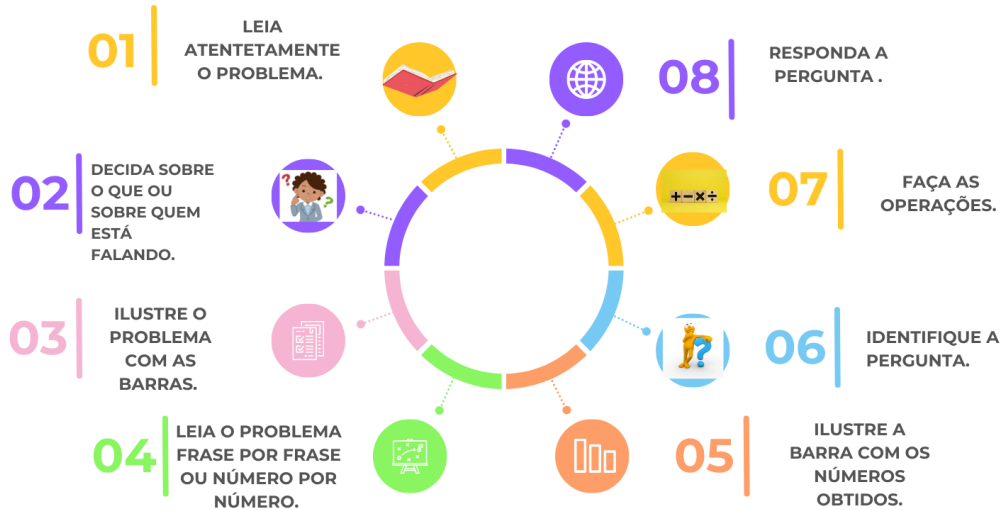 01
LEIA
ATENTETAMENTE
O PROBLEMA.
02
DECIDA SOBRE
O QUE OU
SOBRE QUEM
ESTÁ
FALANDO.
03
ILUSTRE O
PROBLEMA
COM AS
BARRAS.
04
LEIA O PROBLEMA
FRASE POR FRASE
OU NÚMERO POR
NÚMERO.
05
ILUSTRE A
BARRA COM OS
NÚMEROS
OBTIDOS.
06
IDENTIFIQUE A
PERGUNTA.
07
FAÇA AS
OPERAÇÕES.
08
RESPONDA A
PERGUNTA .
? ?
+ − × ÷
?